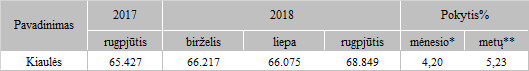 Pavadinimas 2017 2018 Pokytis%
rugpjūtis birželis liepa rugpjūtis mėnesio* metų**
Kiaulės 65.427 66.217 66.075 68.849 4,20 5,23